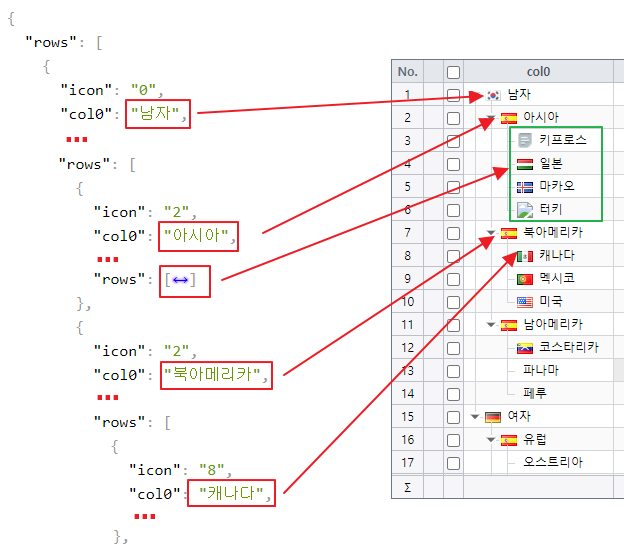 {
"rows": [
{
"icon": "0",
"col0": "남자",
...
"rows": [
{
"icon": "2",
"col0": "아시아",
...
"rows": [↔]
},
{
"icon": "2",
"col0": "북아메리카",
...
"rows": [
{
"icon": "8",
"col0": "캐나다",
...
},
No. col0
1 남자
2 아시아
3 키프로스
4 일본
5 마카오
6 터키
7 북아메리카
8 캐나다
9 멕시코
10 미국
11 남아메리카
12 코스타리카
13 파나마
14 페루
15 여자
16 유럽
17 오스트리아
Σ